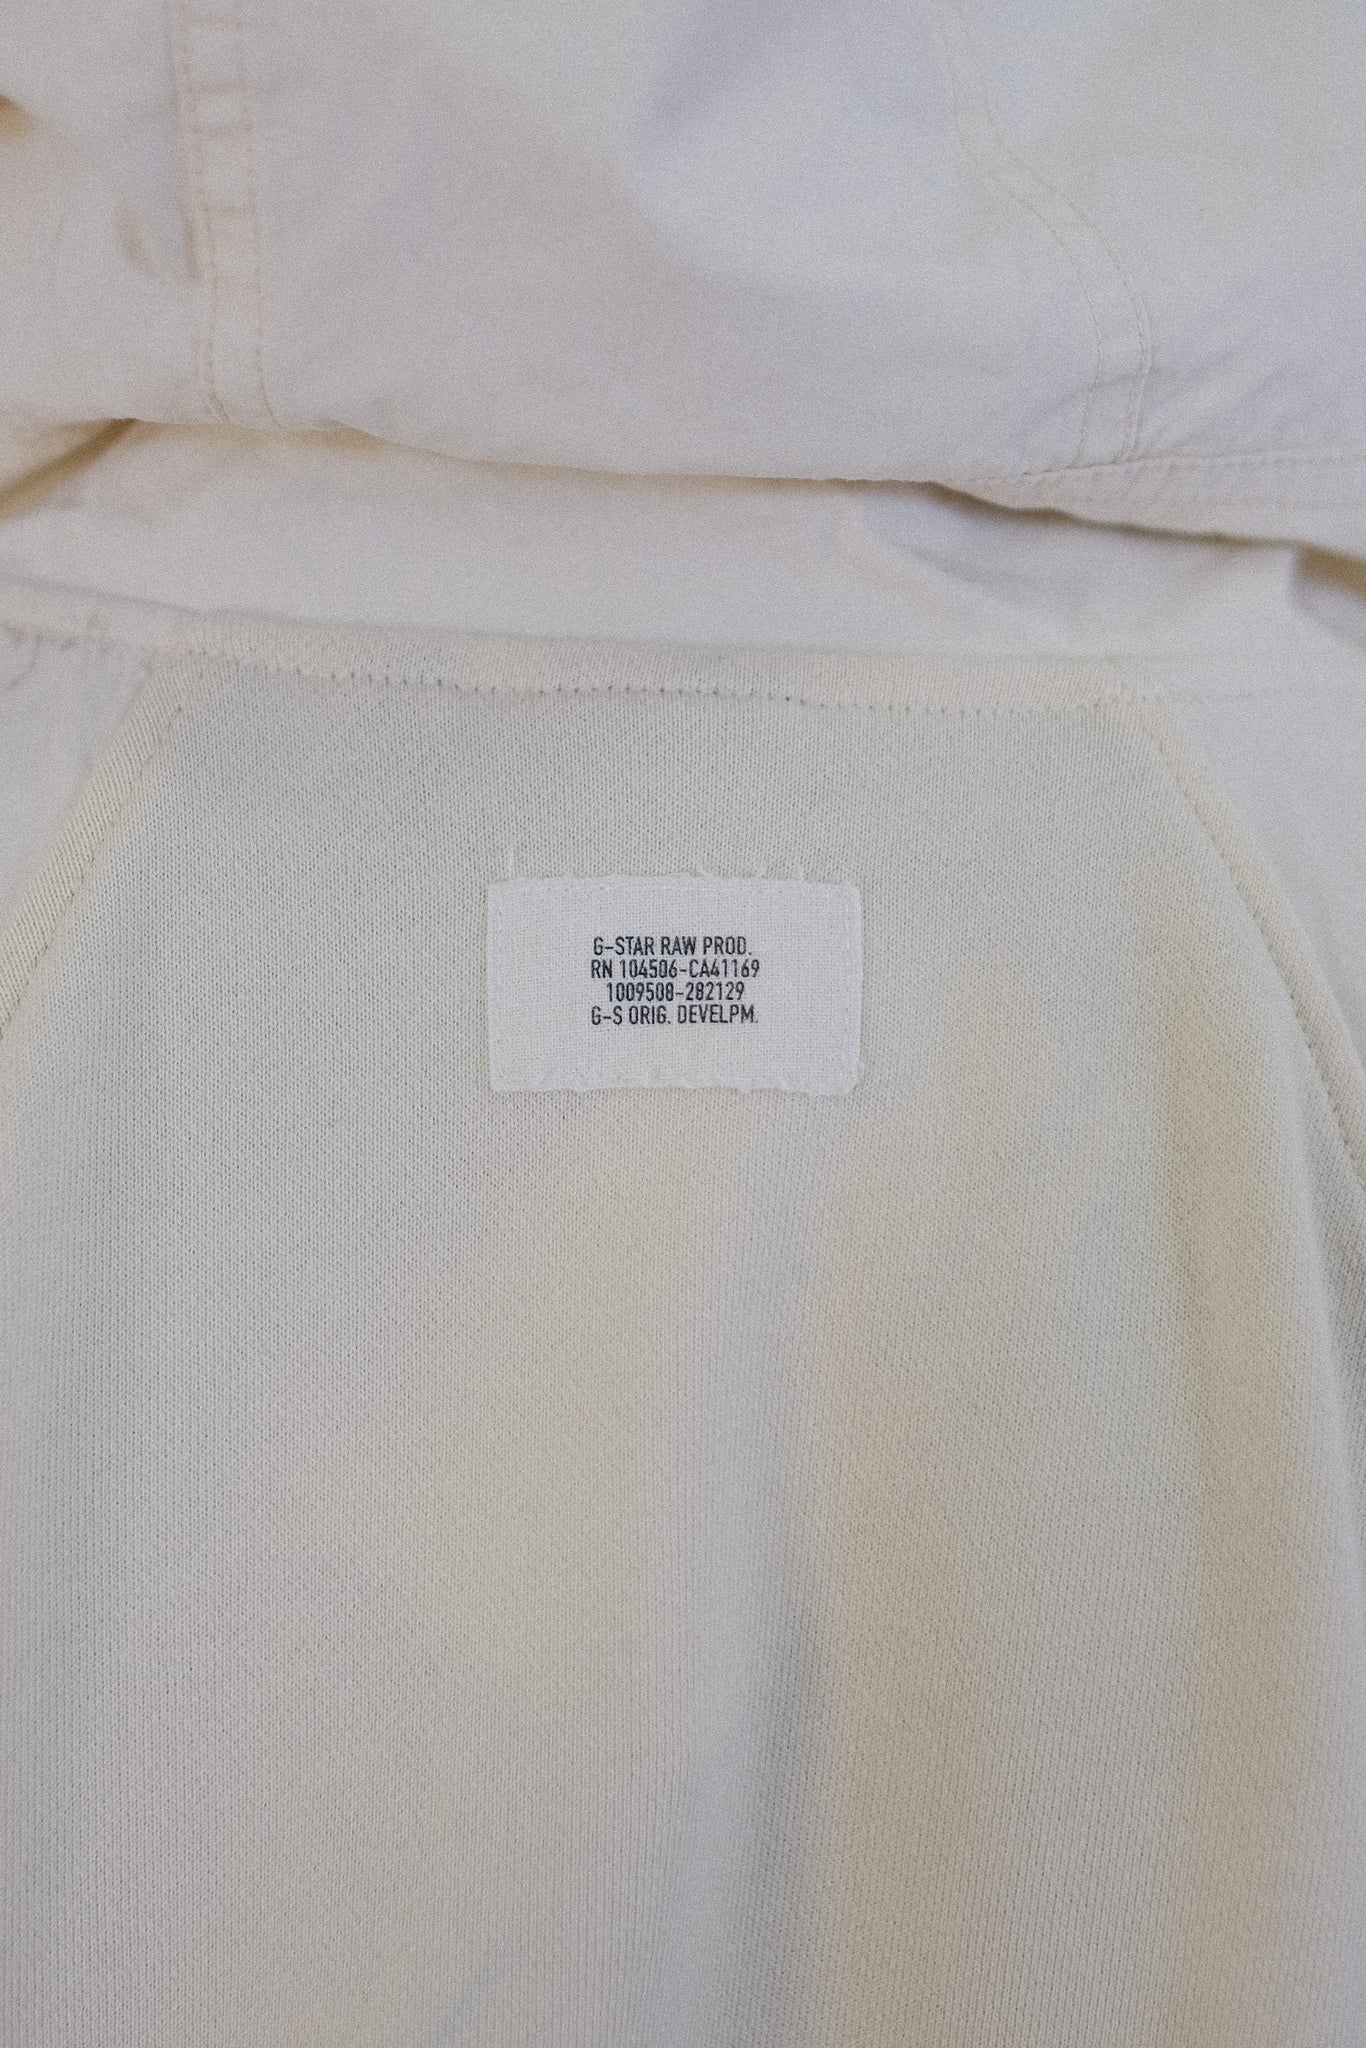 G-STAR RAW PROD.
RN 104506-CA41169
1009508-282129
G-S ORIG. DEVELPM.